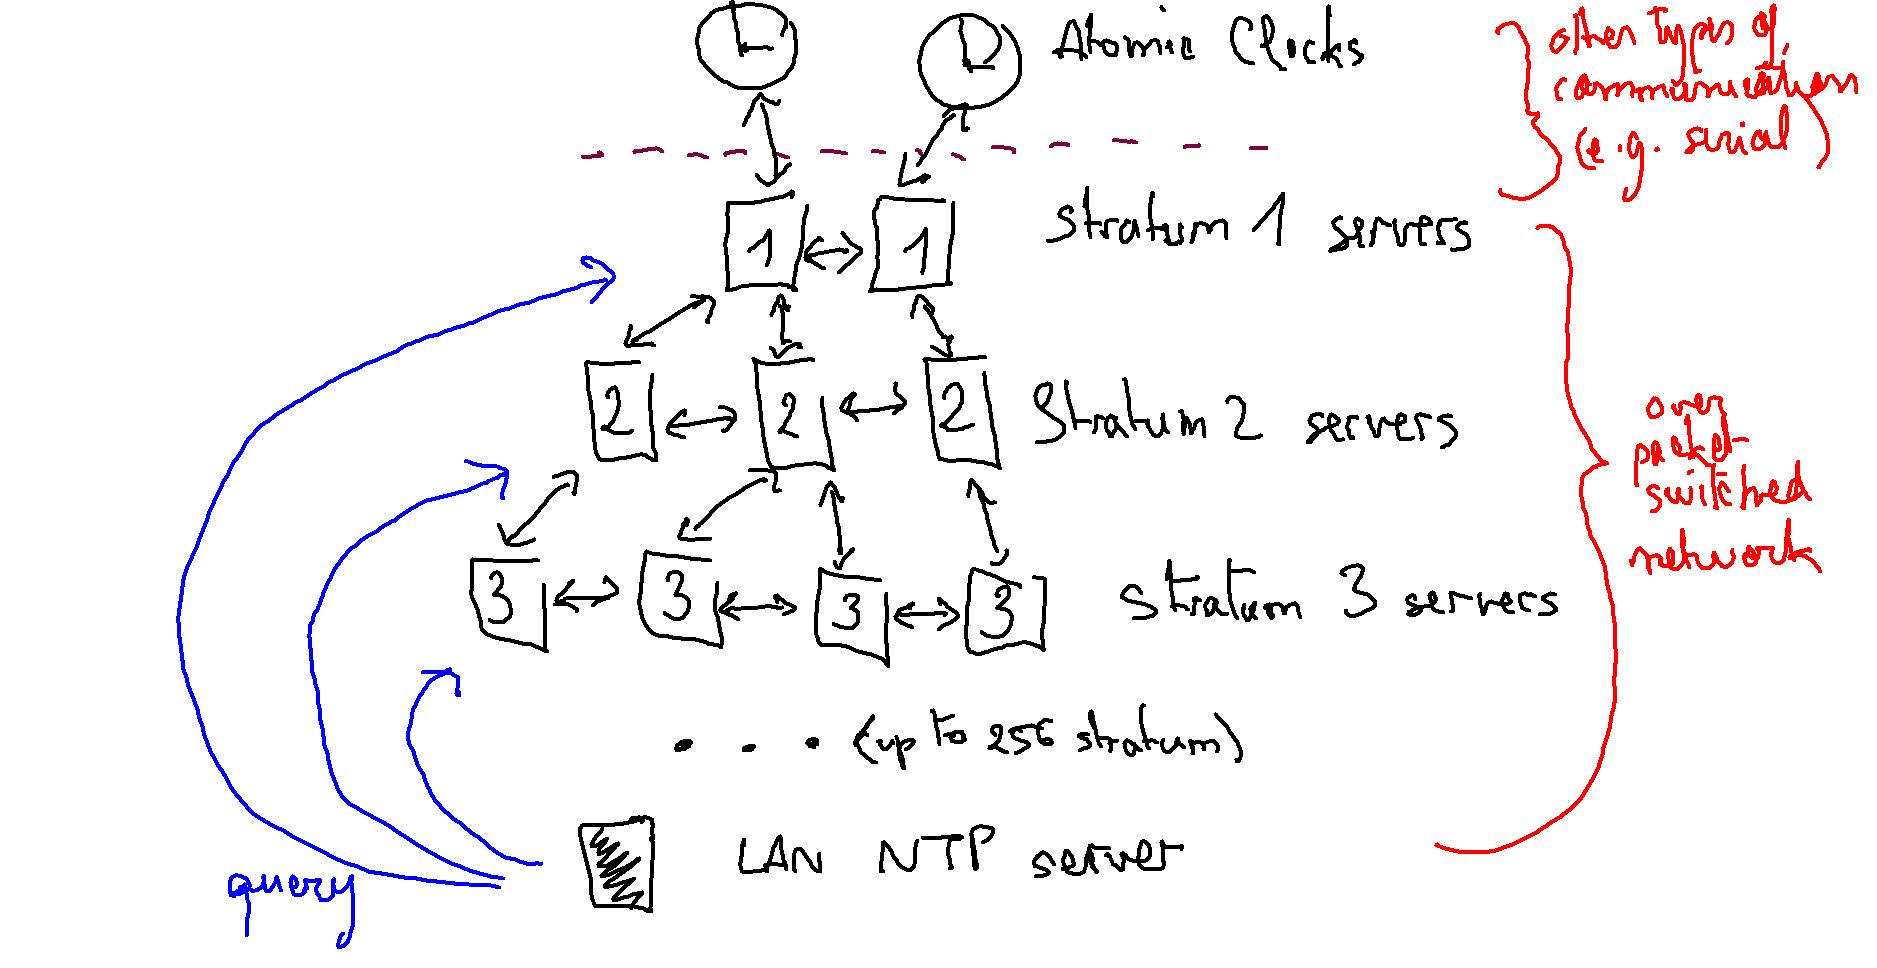 Atomic Clocks
other types of
communication
(e.g. serial)
1 1
stratum 1 servers
2 2 2
Stratum 2 servers
over
packet-
switched
network
3 3 3 3
stratum 3 servers
. . . (up to 256 stratum)
LAN NTP server
query